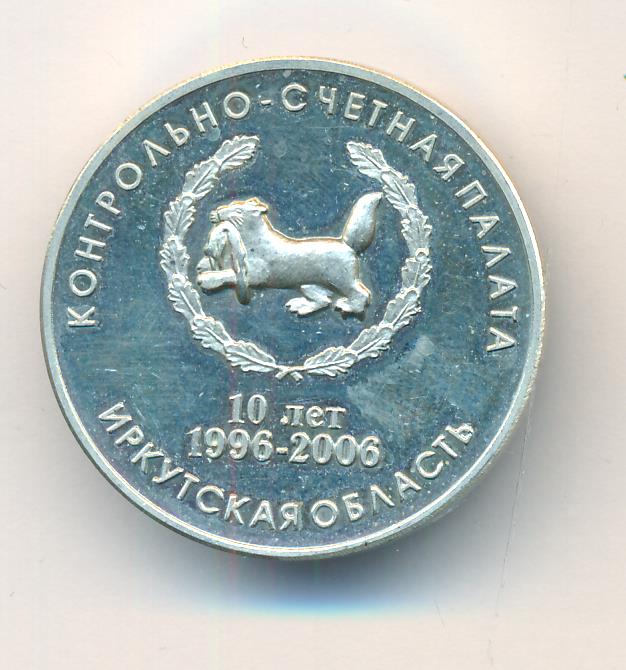 КОНТРОЛЬНО-СЧЕТНАЯ ПАЛАТА
10 лет
1996-2006
ИРКУТСКАЯ ОБЛАСТЬ